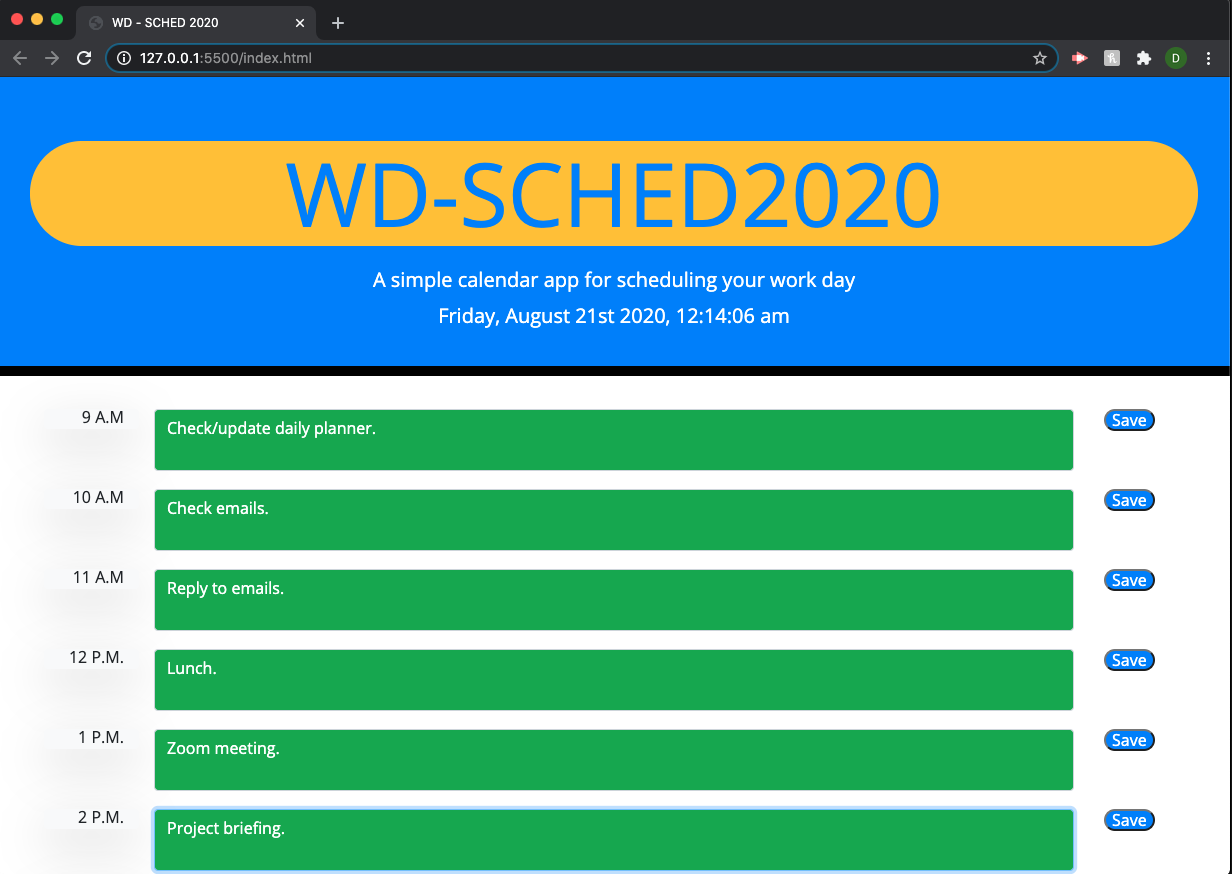 WD - SCHED 2020
127.0.0.1:5500/index.html
D
WD-SCHED2020
A simple calendar app for scheduling your work day
Friday, August 21st 2020, 12:14:06 am
9 A.M
Check/update daily planner.
Save
10 A.M
Check emails.
Save
11 A.M
Reply to emails.
Save
12 P.M.
Lunch.
Save
1 P.M.
Zoom meeting.
Save
2 P.M.
Project briefing.
Save